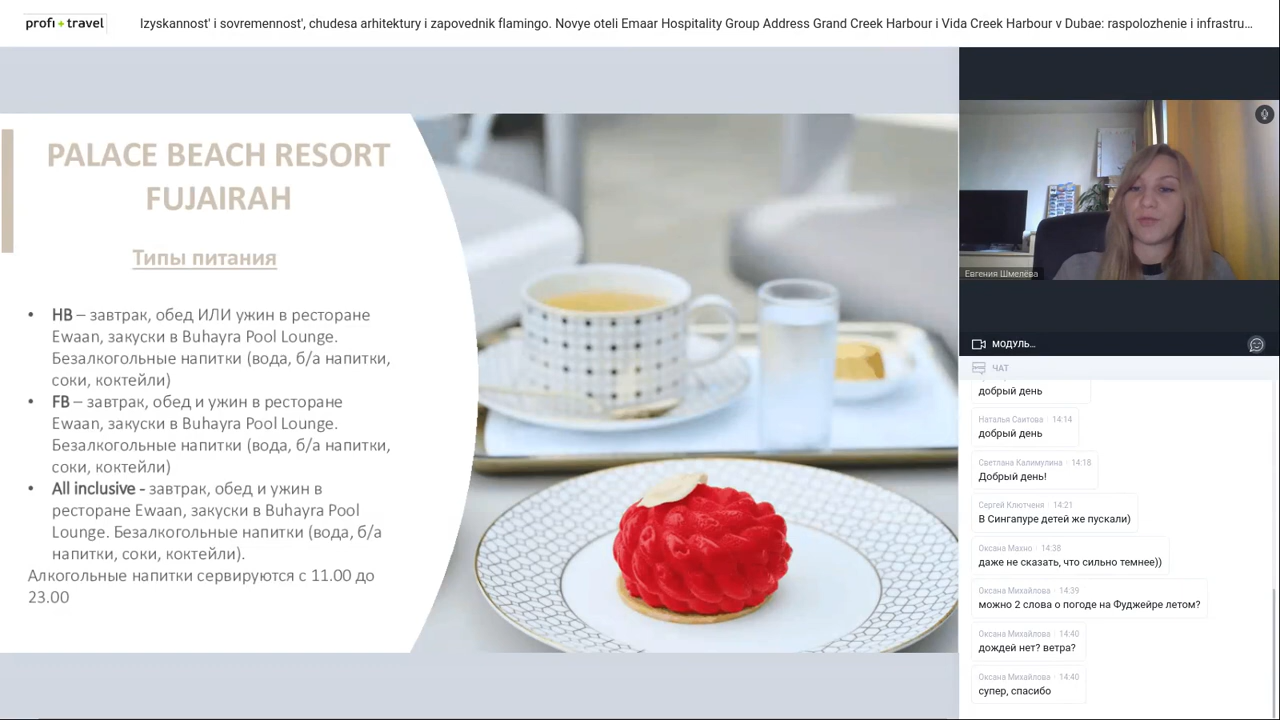 profi+travel
Izyskannost' i sovremennost', chudesa arhitektury i zapovednik flamingo. Novye oteli Emaar Hospitality Group Address Grand Creek Harbour i Vida Creek Harbour v Dubae: raspolozhenie i infrastru...
PALACE BEACH RESORT
FUJAIRAH
Типы питания
• HB – завтрак, обед ИЛИ ужин в ресторане
Ewaan, закуски в Buhayra Pool Lounge.
Безалкогольные напитки (вода, б/а напитки,
соки, коктейли)
• FB – завтрак, обед и ужин в ресторане
Ewaan, закуски в Buhayra Pool Lounge.
Безалкогольные напитки (вода, б/а напитки,
соки, коктейли)
• All inclusive - завтрак, обед и ужин в
ресторане Ewaan, закуски в Buhayra Pool
Lounge. Безалкогольные напитки (вода, б/а
напитки, соки, коктейли).
Алкогольные напитки сервируются с 11.00 до
23.00
Евгения Шмелёва
МОДУЛЬ...
ЧАТ
добрый день
Наталья Саитова 14:14
добрый день
Светлана Калимулина 14:18
Добрый день!
Сергей Клютченя 14:21
В Сингапуре детей же пускали)
Оксана Махно 14:38
даже не сказать, что сильно темнее))
Оксана Михайлова 14:39
можно 2 слова о погоде на Фуджейре летом?
Оксана Михайлова 14:40
дождей нет? ветра?
Оксана Михайлова 14:40
супер, спасибо